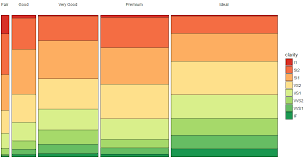 Fair Good Very Good Premium Ideal
clarity
I1
SI2
SI1
VS2
VS1
VVS2
VVS1
IF